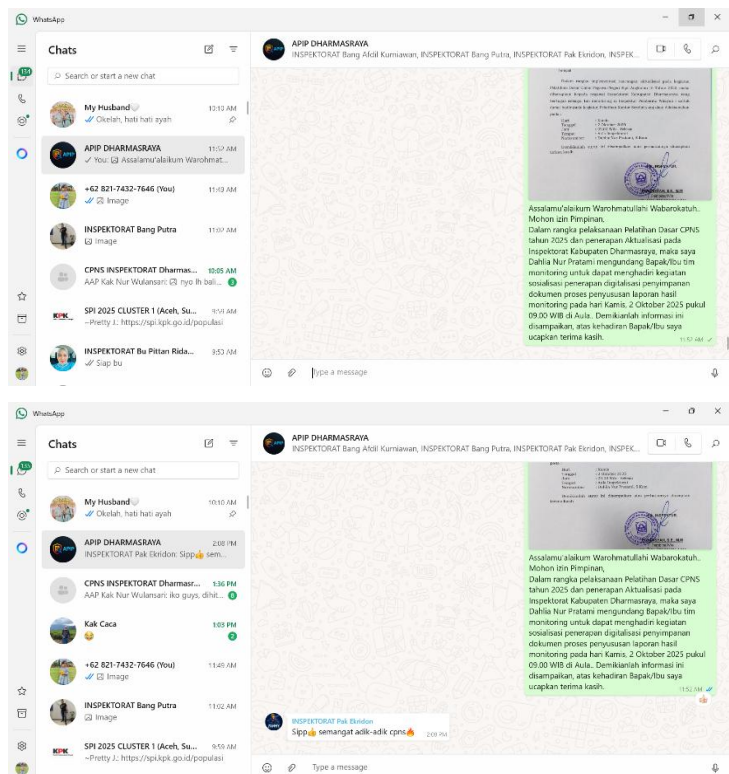 WhatsApp
Chats
Search or start a new chat
134
My Husband
10:10 AM
Okelah, hati hati ayah
APIP DHARMASRAYA
11:52 AM
You: Assalamu'alaikum Warohmat...
+62 821-7432-7646 (You)
11:49 AM
Image
INSPEKTORAT Bang Putra
11:02 AM
Image
CPNS INSPEKTORAT Dharmas...
10:05 AM
AAP Kak Nur Wulansari: nyo lh bali...
2
SPI 2025 CLUSTER 1 (Aceh, Su...
9:59 AM
~Pretty J.: https://spi.kpk.go.id/populasi
INSPEKTORAT Bu Pittan Rida...
9:53 AM
Siap bu
APIP DHARMASRAYA
INSPEKTORAT Bang Afdil Kurniawan, INSPEKTORAT Bang Putra, INSPEKTORAT Pak Ekridon, INSPEK...
Assalamu'alaikum Warohmatullahi Wabarokatuh..
Mohon izin Pimpinan,
Dalam rangka pelaksanaan Pelatihan Dasar CPNS
tahun 2025 dan penerapan Aktualisasi pada
Inspektorat Kabupaten Dharmasraya, maka saya
Dahlia Nur Pratami mengundang Bapak/Ibu tim
monitoring untuk dapat menghadiri kegiatan
sosialisasi penerapan digitalisasi penyimpanan
dokumen proses penyusunan laporan hasil
monitoring pada hari Kamis, 2 Oktober 2025 pukul
09.00 WIB di Aula.. Demikianlah informasi ini
disampaikan, atas kehadiran Bapak/Ibu saya
ucapkan terima kasih.
11:52 AM
Type a message
WhatsApp
Chats
Search or start a new chat
135
My Husband
10:10 AM
Okelah, hati hati ayah
APIP DHARMASRAYA
2:08 PM
INSPEKTORAT Pak Ekridon: Sipp👍 sem...
CPNS INSPEKTORAT Dharmasr...
1:36 PM
AAP Kak Nur Wulansari: iko guys, dihit...
Kak Caca
1:03 PM
😂
2
+62 821-7432-7646 (You)
11:49 AM
Image
INSPEKTORAT Bang Putra
11:02 AM
Image
SPI 2025 CLUSTER 1 (Aceh, Su...
9:59 AM
~Pretty J.: https://spi.kpk.go.id/populasi
APIP DHARMASRAYA
INSPEKTORAT Bang Afdil Kurniawan, INSPEKTORAT Bang Putra, INSPEKTORAT Pak Ekridon, INSPEK...
Assalamu'alaikum Warohmatullahi Wabarokatuh..
Mohon izin Pimpinan,
Dalam rangka pelaksanaan Pelatihan Dasar CPNS
tahun 2025 dan penerapan Aktualisasi pada
Inspektorat Kabupaten Dharmasraya, maka saya
Dahlia Nur Pratami mengundang Bapak/Ibu tim
monitoring untuk dapat menghadiri kegiatan
sosialisasi penerapan digitalisasi penyimpanan
dokumen proses penyusunan laporan hasil
monitoring pada hari Kamis, 2 Oktober 2025 pukul
09.00 WIB di Aula.. Demikianlah informasi ini
disampaikan, atas kehadiran Bapak/Ibu saya
ucapkan terima kasih.
11:52 AM
INSPEKTORAT Pak Ekridon
Sipp👍 semangat adik-adik cpns🔥
2:08 PM
Type a message